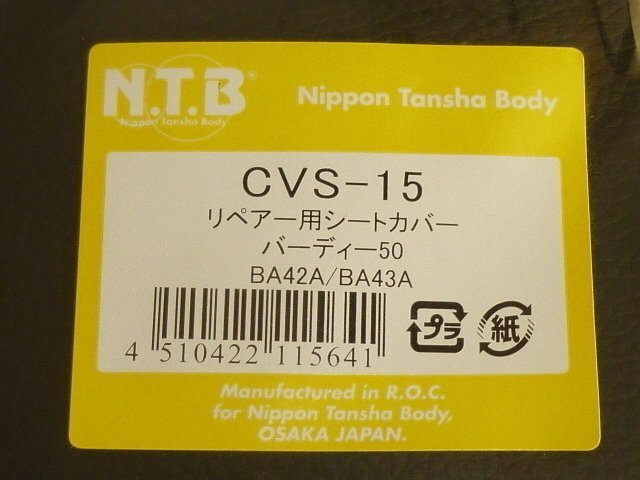 N.T.B®
Nippon Tansha Body
Nippon Tansha Body
CVS-15
リペアー用シートカバー
バーディー50
BA42A/BA43A
4 510422 115641
プラ
紙
Manufactured in R.O.C.
for Nippon Tansha Body,
OSAKA JAPAN.